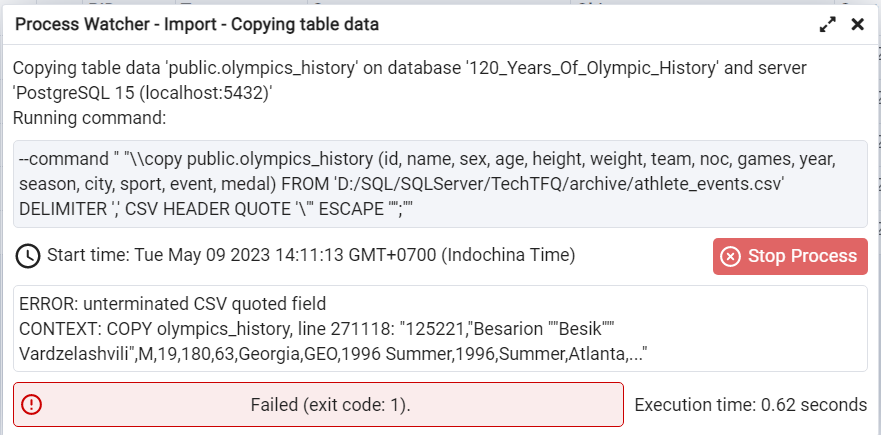 Process Watcher - Import - Copying table data
Copying table data 'public.olympics_history' on database '120_Years_Of_Olympic_History' and server
'PostgreSQL 15 (localhost:5432)'
Running command:
--command " "\\copy public.olympics_history (id, name, sex, age, height, weight, team, noc, games, year,
season, city, sport, event, medal) FROM 'D:/SQL/SQLServer/TechTFQ/archive/athlete_events.csv'
DELIMITER ',' CSV HEADER QUOTE '\"' ESCAPE '"';""
Start time: Tue May 09 2023 14:11:13 GMT+0700 (Indochina Time)
Stop Process
ERROR: unterminated CSV quoted field
CONTEXT: COPY olympics_history, line 271118: "125221,"Besarion ""Besik"""
Vardzelashvili",M,19,180,63,Georgia,GEO,1996 Summer,1996,Summer,Atlanta,..."
Failed (exit code: 1).
Execution time: 0.62 seconds